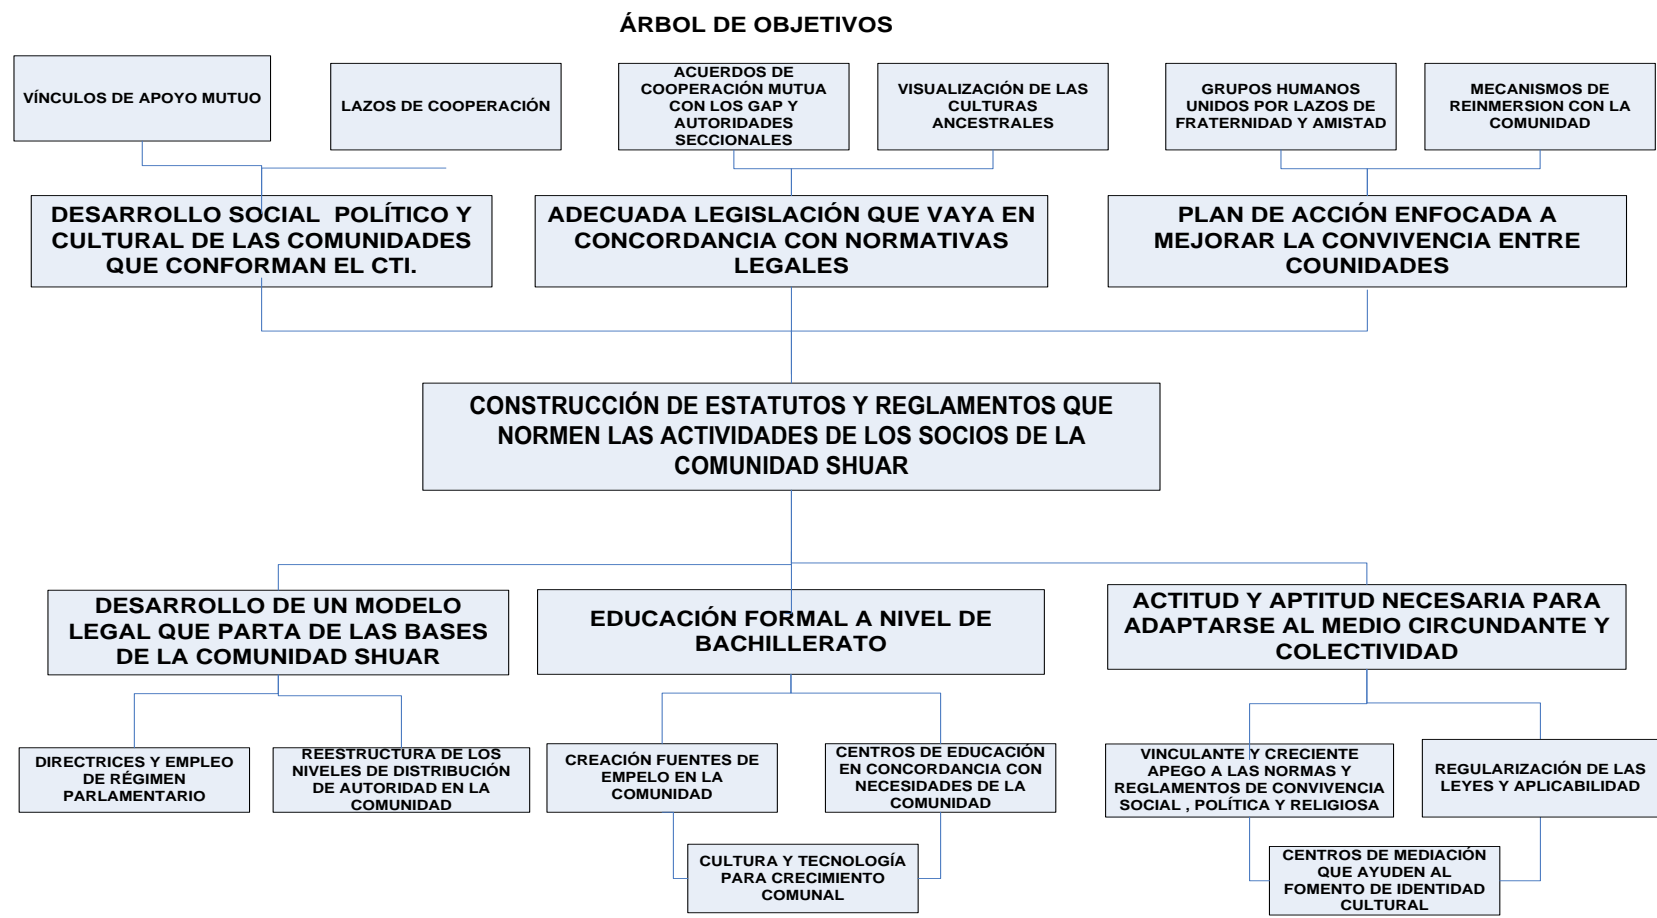 ÁRBOL DE OBJETIVOS
VÍNCULOS DE APOYO MUTUO
LAZOS DE COOPERACIÓN
ACUERDOS DE
COOPERACIÓN MUTUA
CON LOS GAP Y
AUTORIDADES
SECCIONALES
VISUALIZACIÓN DE LAS
CULTURAS
ANCESTRALES
GRUPOS HUMANOS
UNIDOS POR LAZOS DE
FRATERNIDAD Y AMISTAD
MECANISMOS DE
REINMERSION CON LA
COMUNIDAD
DESARROLLO SOCIAL POLÍTICO Y
CULTURAL DE LAS COMUNIDADES
QUE CONFORMAN EL CTI.
ADECUADA LEGISLACIÓN QUE VAYA EN
CONCORDANCIA CON NORMATIVAS
LEGALES
PLAN DE ACCIÓN ENFOCADA A
MEJORAR LA CONVIVENCIA ENTRE
COUNIDADES
CONSTRUCCIÓN DE ESTATUTOS Y REGLAMENTOS QUE
NORMEN LAS ACTIVIDADES DE LOS SOCIOS DE LA
COMUNIDAD SHUAR
DESARROLLO DE UN MODELO
LEGAL QUE PARTA DE LAS BASES
DE LA COMUNIDAD SHUAR
EDUCACIÓN FORMAL A NIVEL DE
BACHILLERATO
ACTITUD Y APTITUD NECESARIA PARA
ADAPTARSE AL MEDIO CIRCUNDANTE Y
COLECTIVIDAD
DIRECTRICES Y EMPLEO
DE RÉGIMEN
PARLAMENTARIO
REESTRUCTURA DE LOS
NIVELES DE DISTRIBUCIÓN
DE AUTORIDAD EN LA
COMUNIDAD
CREACIÓN FUENTES DE
EMPELO EN LA
COMUNIDAD
CENTROS DE EDUCACIÓN
EN CONCORDANCIA CON
NECESIDADES DE LA
COMUNIDAD
VINCULANTE Y CRECIENTE
APEGO A LAS NORMAS Y
REGLAMENTOS DE CONVIVENCIA
SOCIAL , POLÍTICA Y RELIGIOSA
REGULARIZACIÓN DE LAS
LEYES Y APLICABILIDAD
CULTURA Y TECNOLOGÍA
PARA CRECIMIENTO
COMUNAL
CENTROS DE MEDIACIÓN
QUE AYUDEN AL
FOMENTO DE IDENTIDAD
CULTURAL